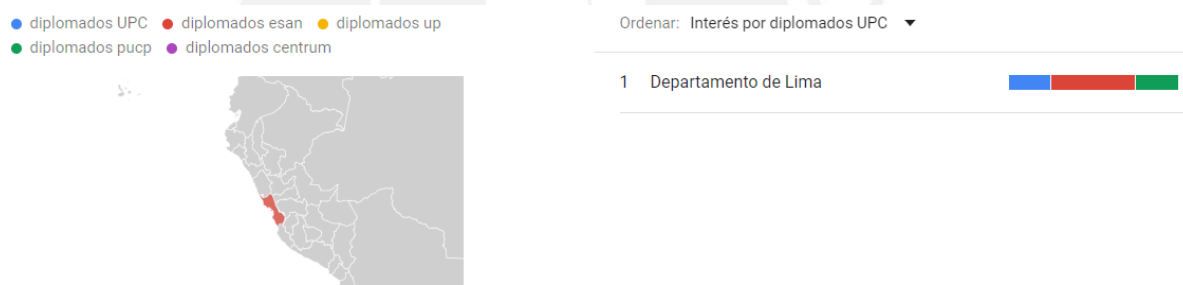 diplomados UPC diplomados esan diplomados up
diplomados pucp diplomados centrum
Ordenar: Interés por diplomados UPC
1 Departamento de Lima